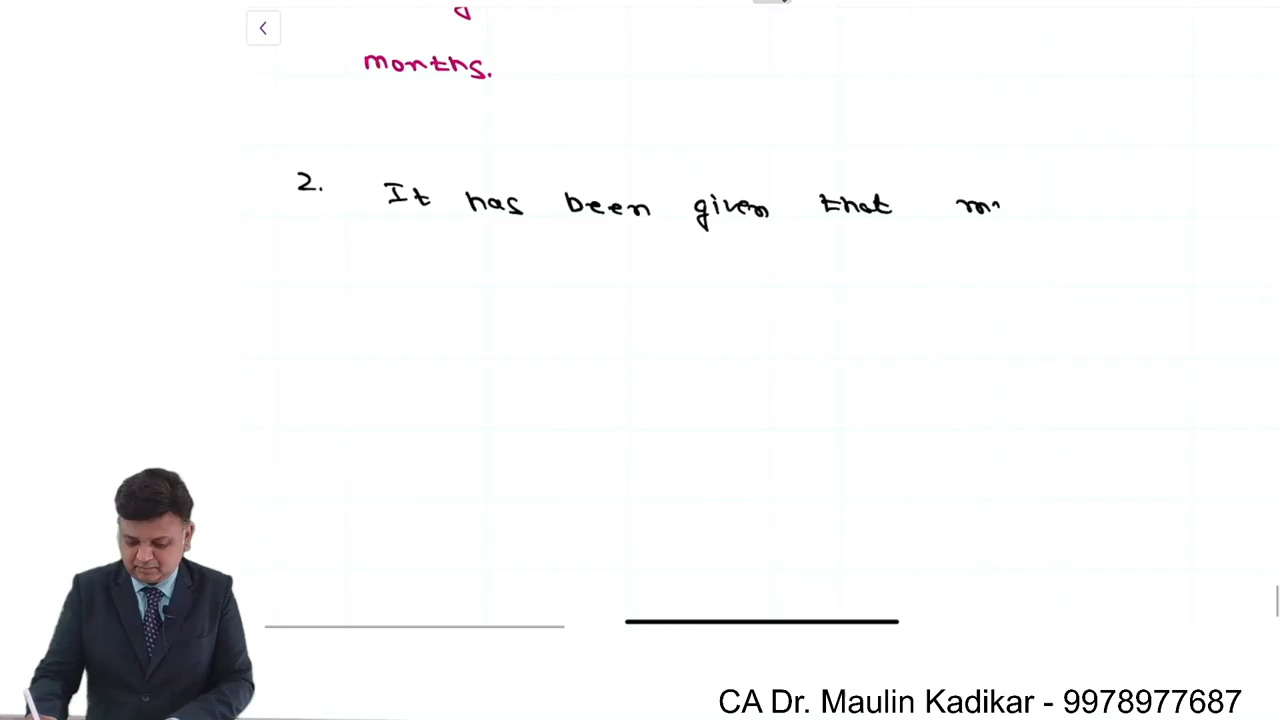 months.
2. It has been given that
CA Dr. Maulin Kadikar - 9978977687